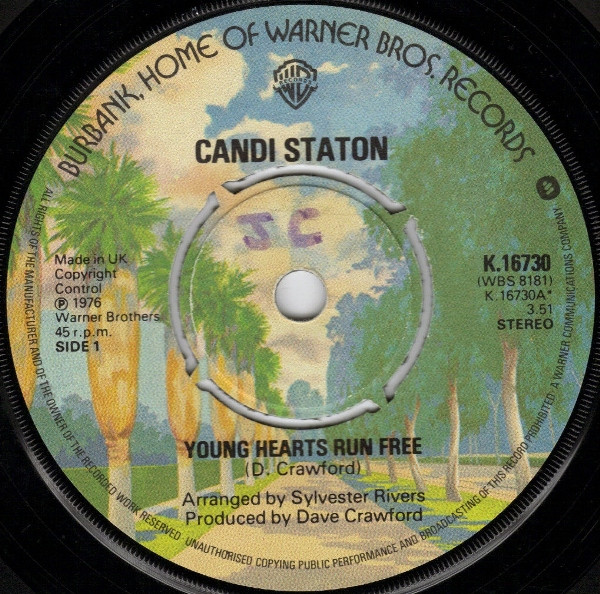 BURBANK, HOME OF WARNER BROS. RECORDS
RECORDS
CANDI STATON
JC
Made in UK
Copyright
Control
Ⓟ 1976
Warner Brothers
45 r.p.m.
SIDE 1
K.16730
(WBS 8181)
K.16730A*
3.51
STEREO
YOUNG HEARTS RUN FREE
(D. Crawford)
Arranged by Sylvester Rivers
Produced by Dave Crawford
ALL RIGHTS OF THE MANUFACTURER AND OF THE OWNER OF THE RECORDED WORK RESERVED. UNAUTHORISED COPYING PUBLIC PERFORMANCE AND BROADCASTING OF THIS RECORD PROHIBITED. A WARNER COMMUNICATIONS COMPANY.